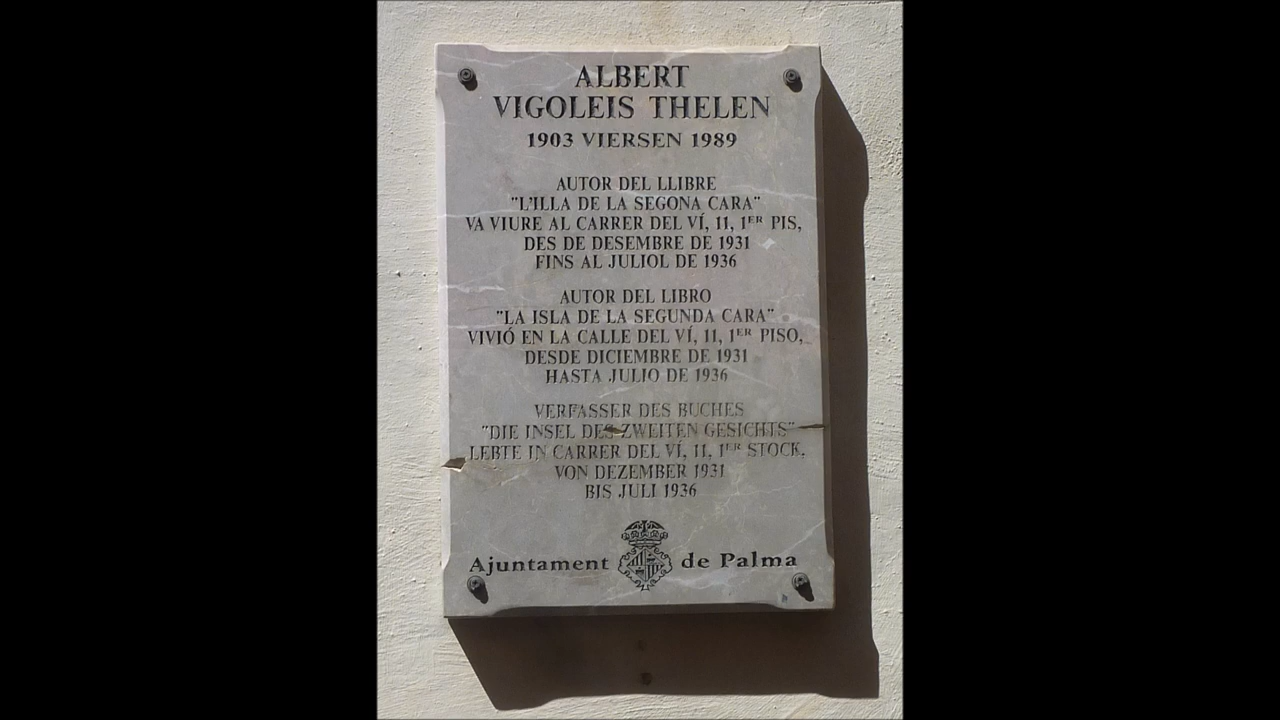 ALBERT
VIGOLEIS THELEN
1903 VIERSEN 1989
AUTOR DEL LLIBRE
"L'ILLA DE LA SEGONA CARA"
VA VIURE AL CARRER DEL VÍ, 11, 1ER PIS,
DES DE DESEMBRE DE 1931
FINS AL JULIOL DE 1936
AUTOR DEL LIBRO
"LA ISLA DE LA SEGUNDA CARA"
VIVIÓ EN LA CALLE DEL VÍ, 11, 1ER PISO,
DESDE DICIEMBRE DE 1931
HASTA JULIO DE 1936
VERFASSER DES BUCHES
"DIE INSEL DES ZWEITEN GESICHTS"
LEBTE IN CARRER DEL VÍ, 11, 1ER STOCK,
VON DEZEMBER 1931
BIS JULI 1936
Ajuntament de Palma